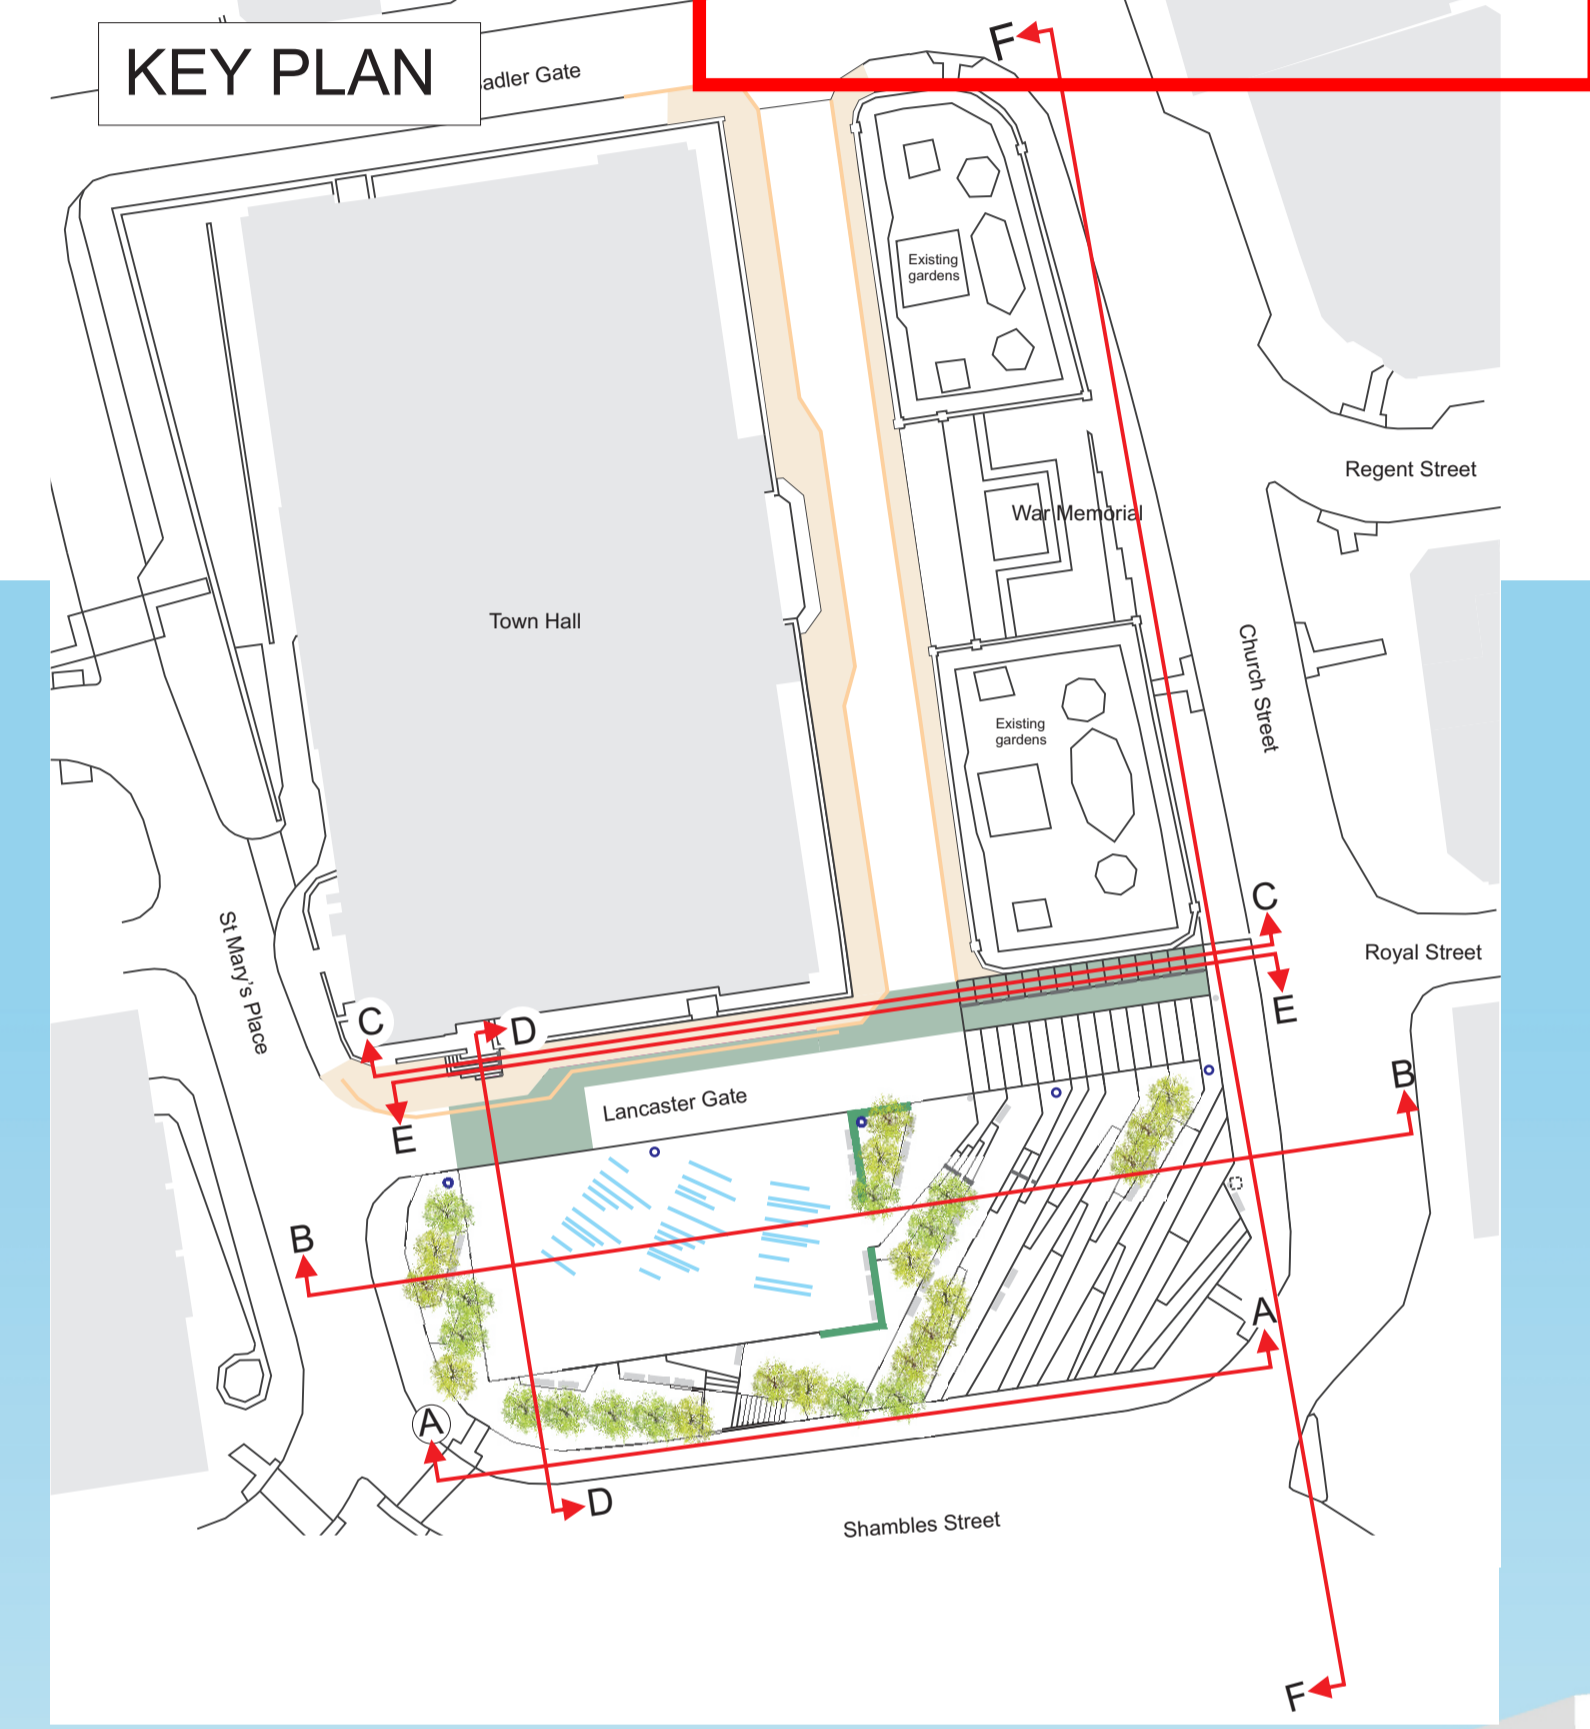 KEY PLAN
adler Gate
F
Existing
gardens
Regent Street
War Memorial
Town Hall
Church Street
Existing
gardens
C
Royal Street
St Mary's Place
E
C
D
B
Lancaster Gate
E
B
A
A
D
Shambles Street
F